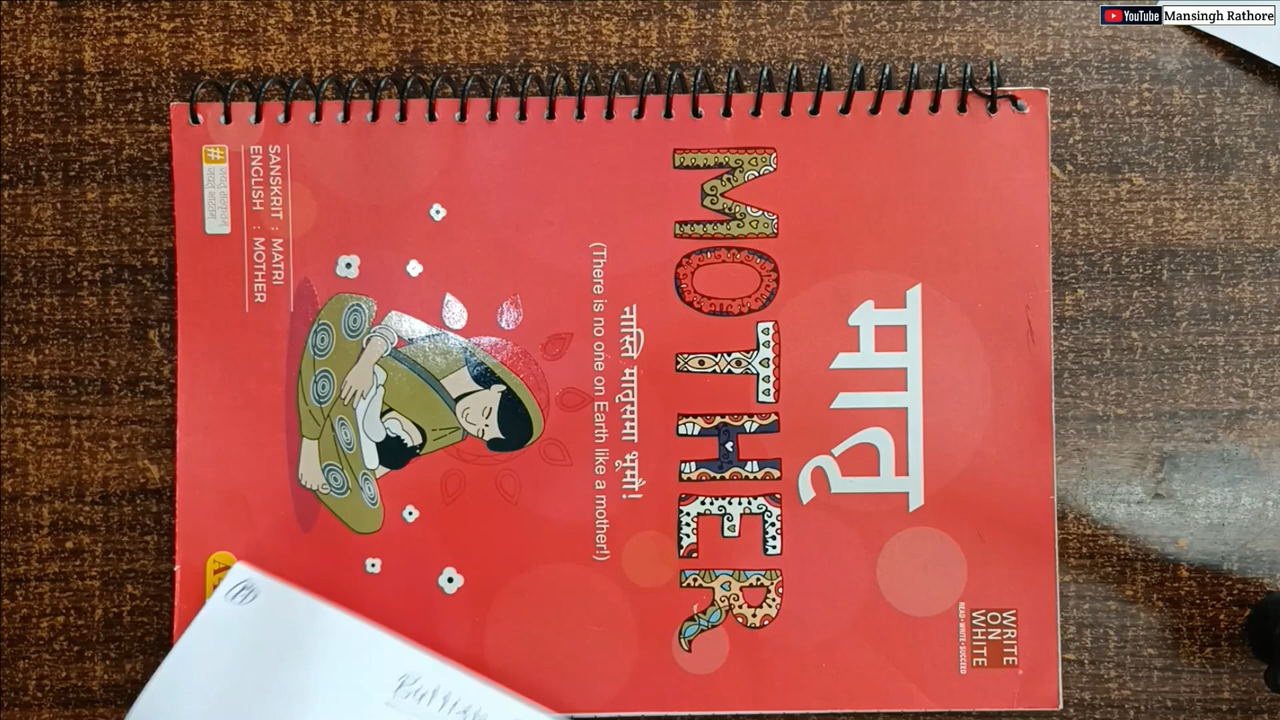 YouTube Mansingh Rathore
WRITE
ON
WHITE
READ•WRITE•SUCCEED
मातृ
MOTHER
नास्ति मातृसमा भूमौ!
(There is no one on Earth like a mother!)
SANSKRIT : MATRI
ENGLISH : MOTHER
#